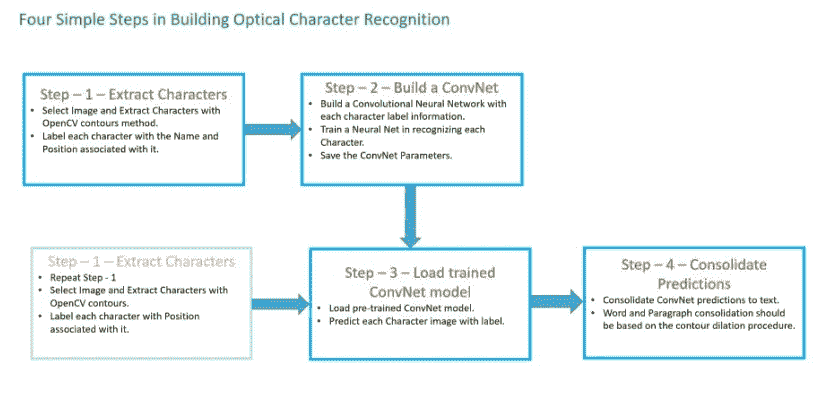 Four Simple Steps in Building Optical Character Recognition
Step – 1 – Extract Characters
• Select Image and Extract Characters with
OpenCV contours method.
• Label each character with the Name and
Position associated with it.
Step – 2 – Build a ConvNet
• Build a Convolutional Neural Network with
each character label information.
• Train a Neural Net in recognizing each
Character.
• Save the ConvNet Parameters.
Step – 1 – Extract Characters
• Repeat Step - 1
• Select Image and Extract Characters with
OpenCV contours.
• Label each character with Position
associated with it.
Step – 3 – Load trained
ConvNet model
• Load pre-trained ConvNet model.
• Predict each Character image with label.
Step – 4 – Consolidate
Predictions
• Consolidate ConvNet predictions to text.
• Word and Paragraph consolidation should
be based on the contour dilation procedure.